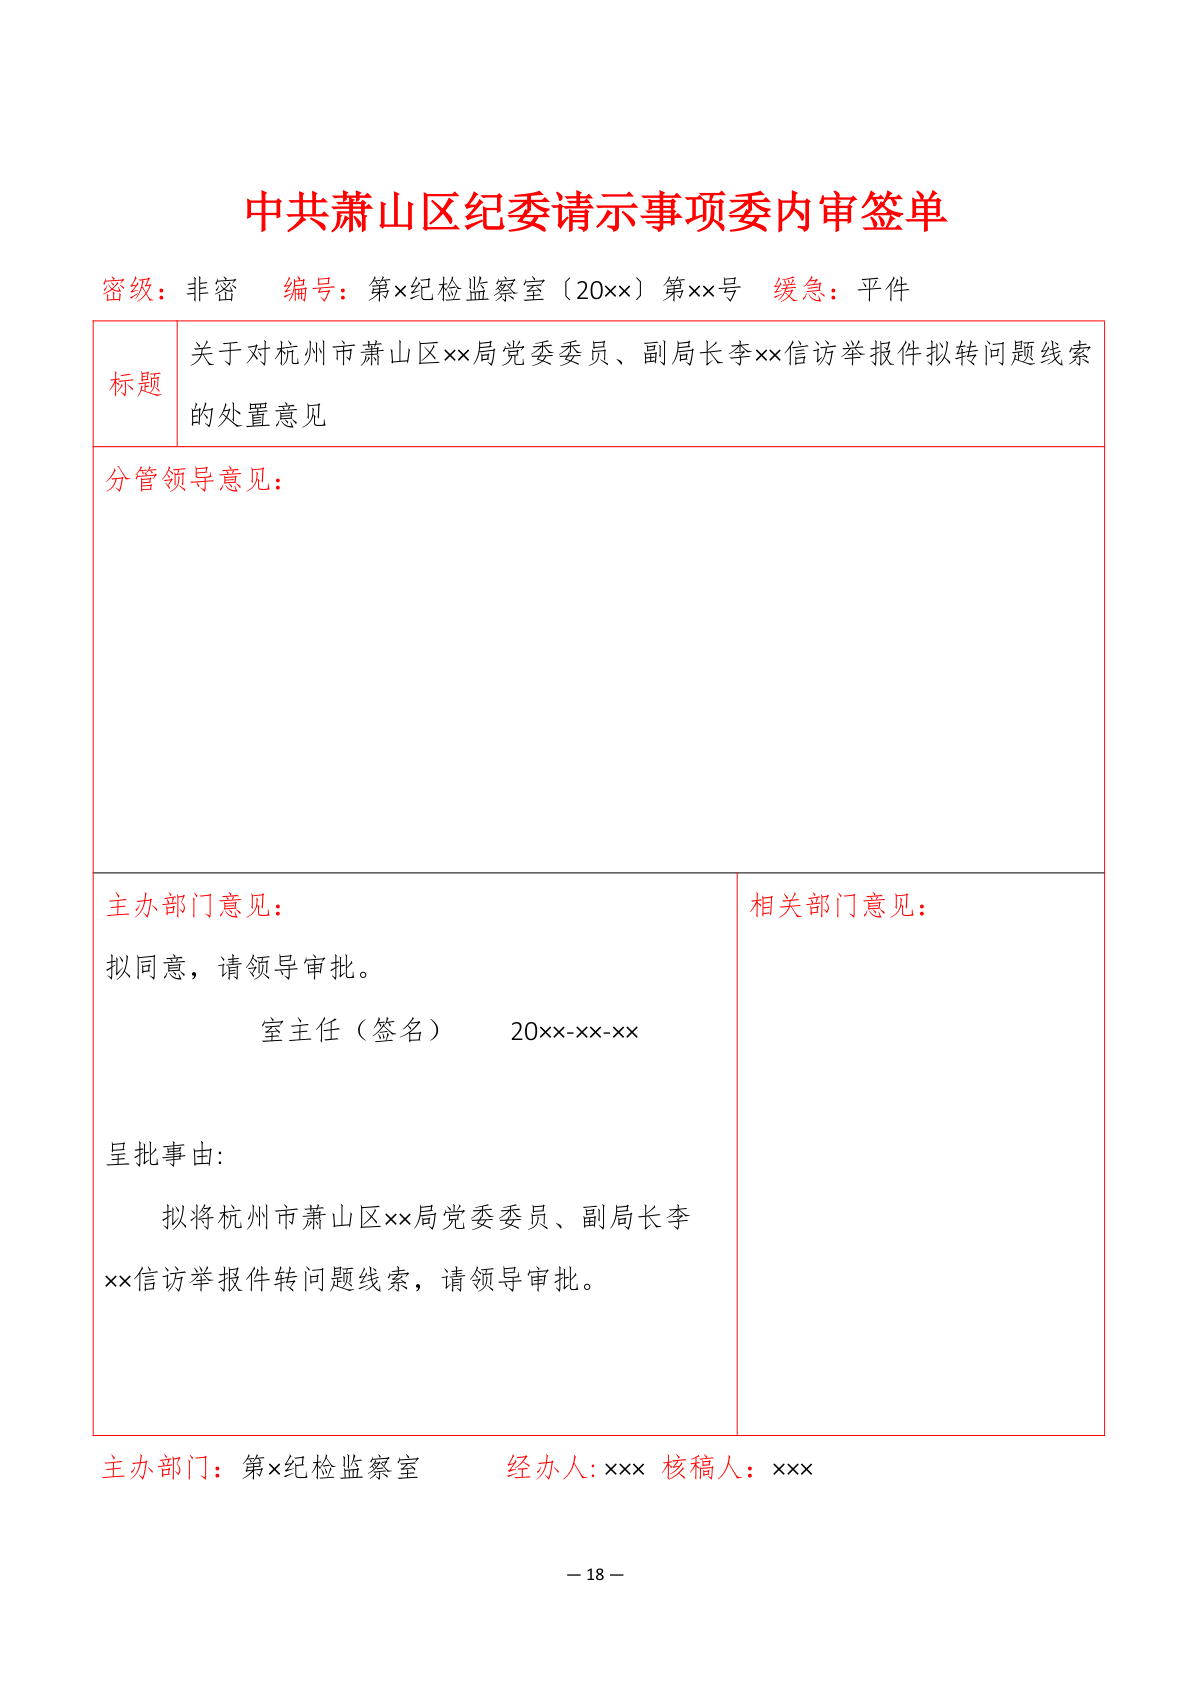 中共萧山区纪委请示事项委内审签单
密级：非密 编号：第×纪检监察室〔20××〕第××号 缓急：平件
标题
关于对杭州市萧山区××局党委委员、副局长李××信访举报件拟转问题线索
的处置意见
分管领导意见：
主办部门意见：
拟同意，请领导审批。
室主任（签名） 20××-××-××
呈批事由:
拟将杭州市萧山区××局党委委员、副局长李
××信访举报件转问题线索，请领导审批。
相关部门意见：
主办部门：第×纪检监察室 经办人: ××× 核稿人：×××
— 18 —